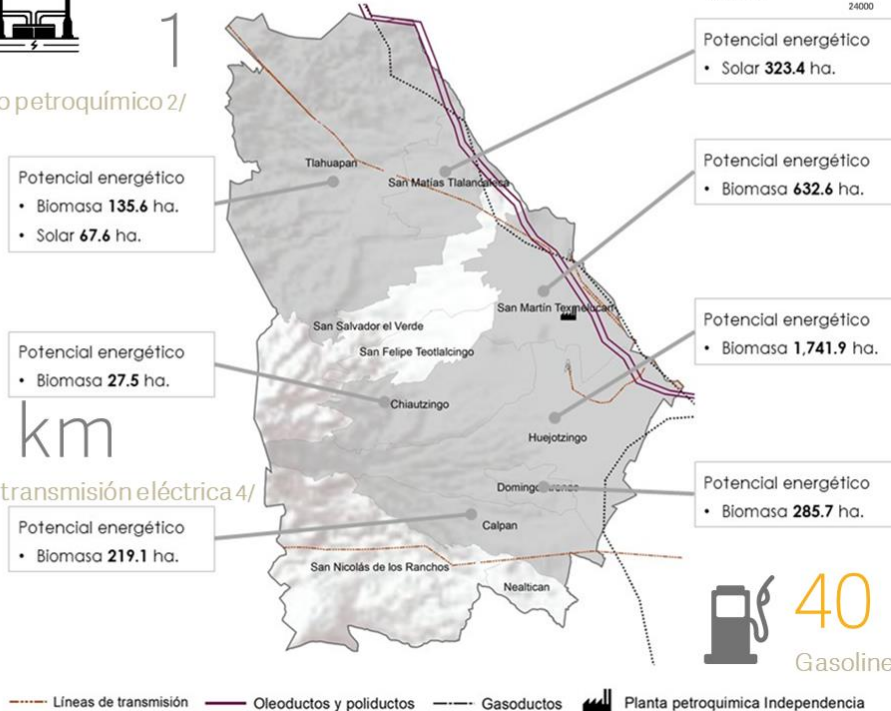 24000
1
o petroquímico 2/
Potencial energético
• Solar 323.4 ha.
Potencial energético
• Biomasa 632.6 ha.
Potencial energético
• Biomasa 135.6 ha.
• Solar 67.6 ha.
Tlahuapan
San Matías Tlalancaleca
San Martín Texmelucan
Potencial energético
• Biomasa 1,741.9 ha.
San Salvador el Verde
San Felipe Teotlalcingo
Potencial energético
• Biomasa 27.5 ha.
Chiautzingo
km
Huejotzingo
transmisión eléctrica 4/
Domingo Arenas
Potencial energético
• Biomasa 285.7 ha.
Potencial energético
• Biomasa 219.1 ha.
Calpan
San Nicolás de los Ranchos
Nealtican
40
Gasoline
Líneas de transmisión
Oleoductos y poliductos
Gasoductos
Planta petroquimica Independencia